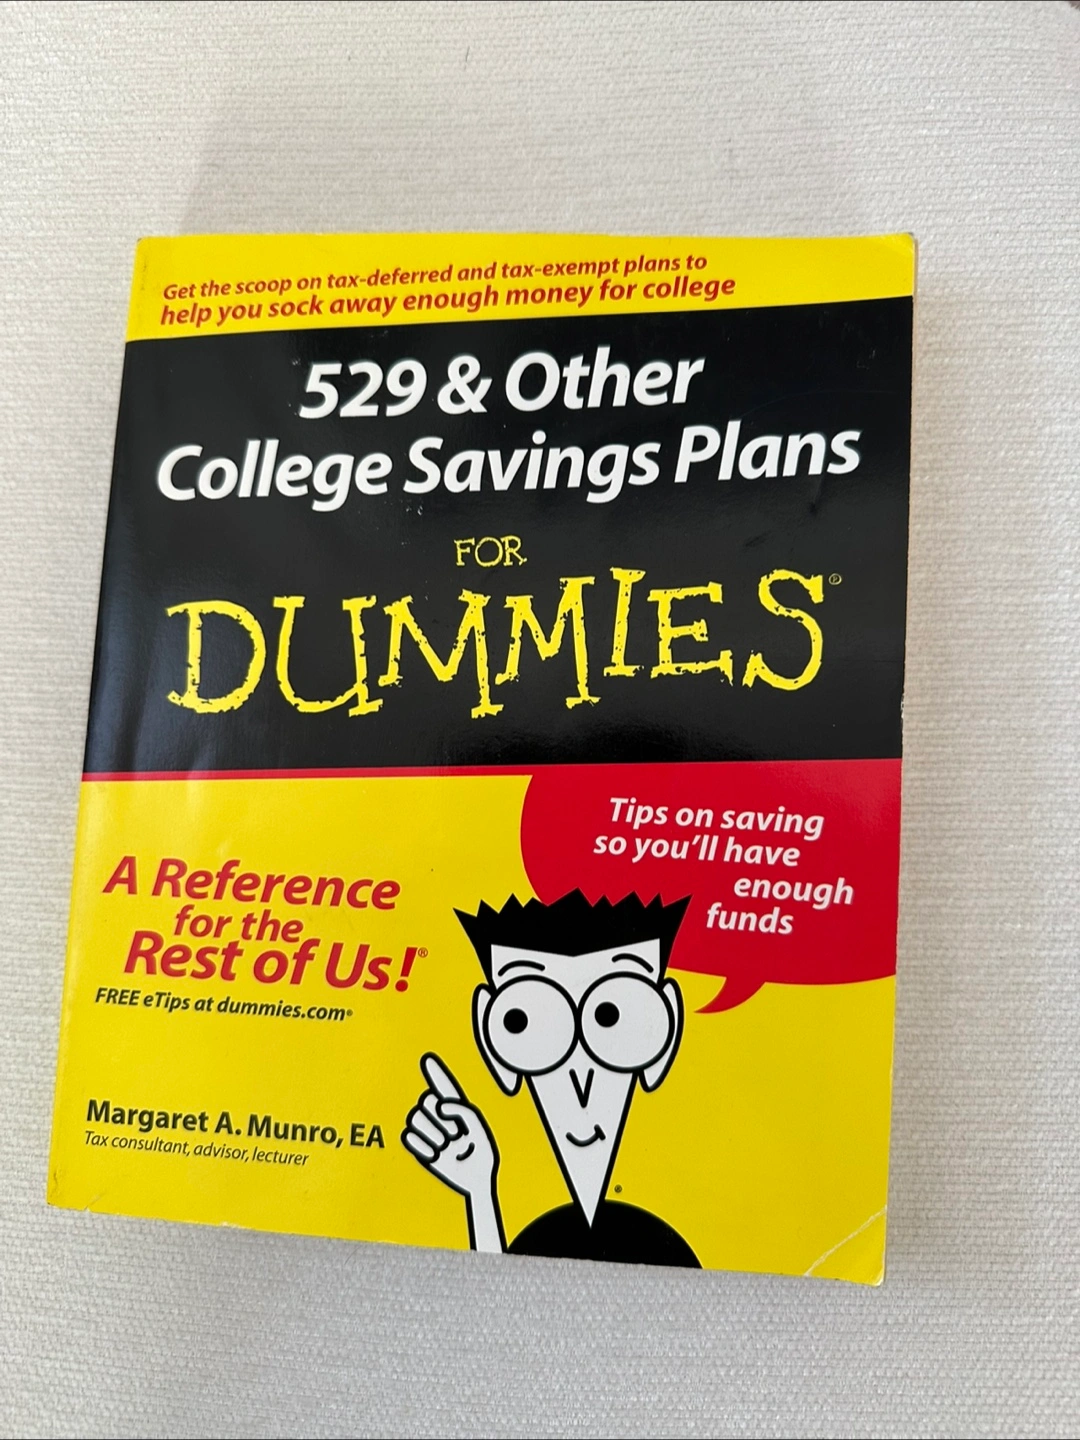 Get the scoop on tax-deferred and tax-exempt plans to
help you sock away enough money for college
529 & Other
College Savings Plans
FOR
DUMMIES®
Tips on saving
so you'll have
enough
funds
A Reference
for the
Rest of Us!®
FREE eTips at dummies.com®
Margaret A. Munro, EA
Tax consultant, advisor, lecturer
®